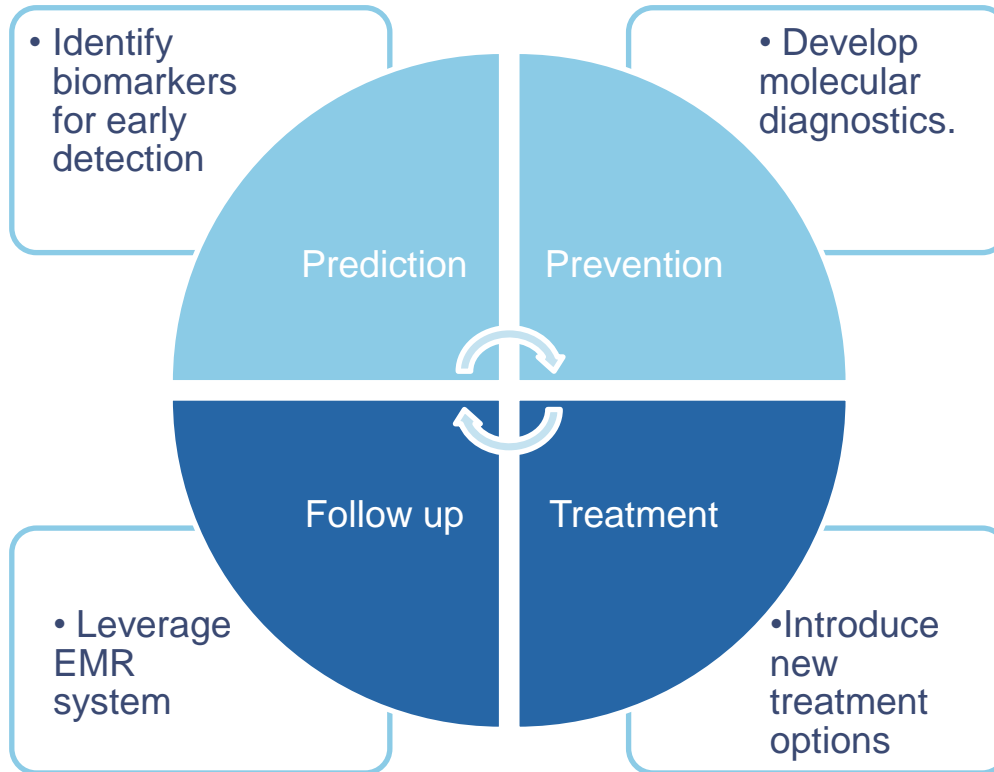 • Identify
biomarkers
for early
detection
• Develop
molecular
diagnostics.
Prediction
Prevention
Follow up
Treatment
• Leverage
EMR
system
•Introduce
new
treatment
options